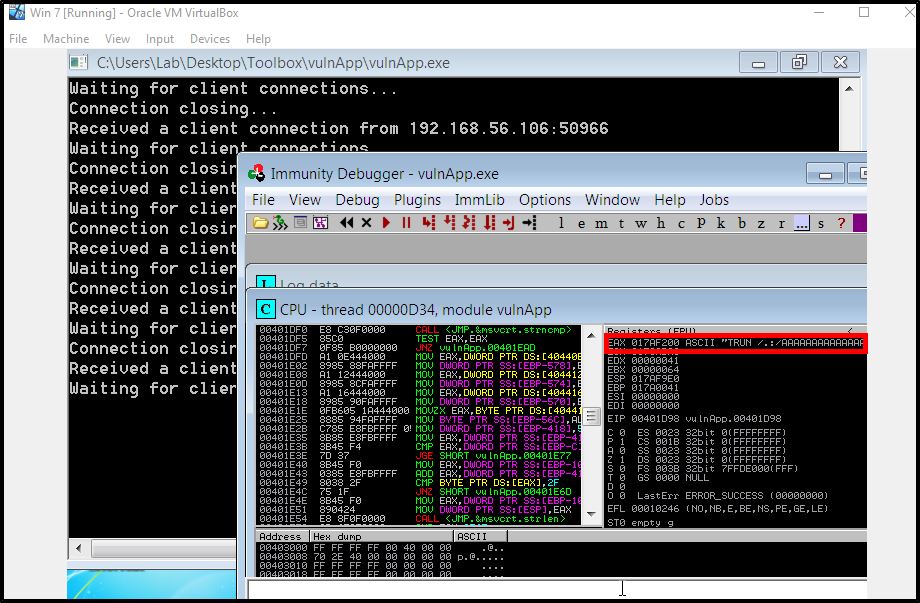 Win 7 [Running] - Oracle VM VirtualBox
File Machine View Input Devices Help
C:\Users\Lab\Desktop\Toolbox\vulnApp\vulnApp.exe
Waiting for client connections...
Connection closing...
Received a client connection from 192.168.56.106:50966
Waiting for client connections
Connection closin
Received a client
Waiting for clien
Connection closin
Received a client
Waiting for clien
Connection closin
Received a client
Waiting for clien
Connection closin
Received a client
Waiting for clien
Immunity Debugger - vulnApp.exe
File View Debug Plugins ImmLib Options Window Help Jobs
l e m t w h c P k b z r ... s ?
L Log data
C CPU - thread 00000D34, module vulnApp
00401DF0 E8 C30F0000 CALL <JMP.&msvcrt.strncmp>
00401DF5 85C0 TEST EAX,EAX
00401DF7 0F85 B0000000 JNZ vulnApp.00401EAD
00401DFD A1 0E444000 MOV EAX,DWORD PTR DS:[40440E
00401E02 8985 88FAFFFF MOV DWORD PTR SS:[EBP-578],E
00401E08 A1 12444000 MOV EAX,DWORD PTR DS:[404412
00401E0D 8985 8CFAFFFF MOV DWORD PTR SS:[EBP-574],E
00401E13 A1 16444000 MOV EAX,DWORD PTR DS:[404416
00401E18 8985 90FAFFFF MOV DWORD PTR SS:[EBP-570],E
00401E1E 0FB605 1A444000 MOVZX EAX,BYTE PTR DS:[40441
00401E25 8885 94FAFFFF MOV BYTE PTR SS:[EBP-56C],AL
00401E2B C785 E8FBFFFF 0! MOV DWORD PTR SS:[EBP-418],5
00401E35 8B85 E8FBFFFF MOV EAX,DWORD PTR SS:[EBP-41
00401E3B 3B45 F4 CMP EAX,DWORD PTR SS:[EBP-C]
00401E3E 7D 37 JGE SHORT vulnApp.00401E77
00401E40 8B45 F0 MOV EAX,DWORD PTR SS:[EBP-10
00401E43 0385 E8FBFFFF ADD EAX,DWORD PTR SS:[EBP-41
00401E49 8038 2F CMP BYTE PTR DS:[EAX],2F
00401E4C 75 1F JNZ SHORT vulnApp.00401E6D
00401E4E 8B45 F0 MOV EAX,DWORD PTR SS:[EBP-10
00401E51 890424 MOV DWORD PTR SS:[ESP],EAX
00401E54 E8 8F0F0000 CALL <JMP.&msvcrt.strlen>
Registers (FPU) <
EAX 017AF200 ASCII "TRUN /.:/AAAAAAAAAAAAAAA
EDX 00000041
EBX 00000064
ESP 017AF9E0
EBP 017A0041
ESI 00000000
EDI 00000000
EIP 00401D98 vulnApp.00401D98
C 0 ES 0023 32bit 0(FFFFFFFF)
P 1 CS 001B 32bit 0(FFFFFFFF)
A 0 SS 0023 32bit 0(FFFFFFFF)
Z 1 DS 0023 32bit 0(FFFFFFFF)
S 0 FS 003B 32bit 7FFDE000(FFF)
T 0 GS 0000 NULL
D 0
O 0 LastErr ERROR_SUCCESS (00000000)
EFL 00010246 (NO,NB,E,BE,NS,PE,GE,LE)
ST0 empty g
Address Hex dump ASCII
00403000 FF FF FF FF 00 40 00 00 .@..
00403008 70 2E 40 00 00 00 00 00 p.@.....
00403010 FF FF FF FF 00 00 00 00 ....
00403018 FF FF FF FF 00 00 00 00 ....